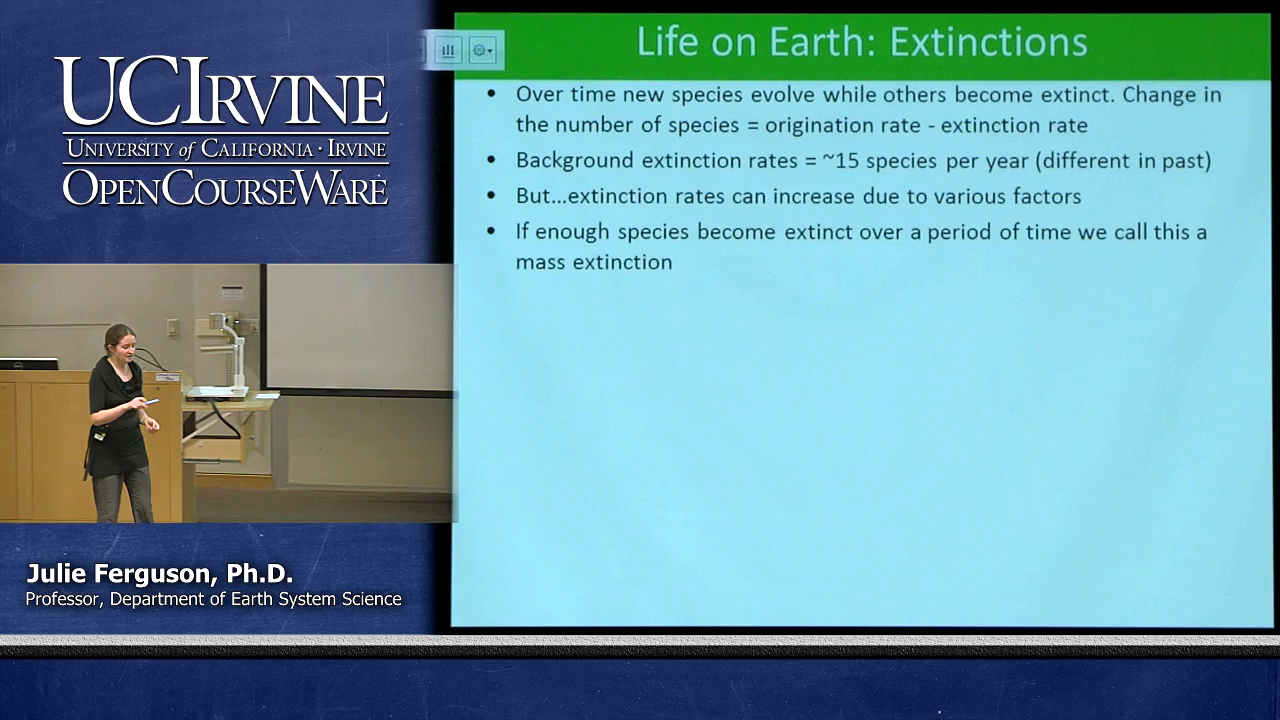 UCIRVINE
UNIVERSITY of CALIFORNIA · IRVINE
OPENCOURSEWARE
Life on Earth: Extinctions
• Over time new species evolve while others become extinct. Change in
the number of species = origination rate - extinction rate
• Background extinction rates = ~15 species per year (different in past)
• But...extinction rates can increase due to various factors
• If enough species become extinct over a period of time we call this a
mass extinction
Julie Ferguson, Ph.D.
Professor, Department of Earth System Science